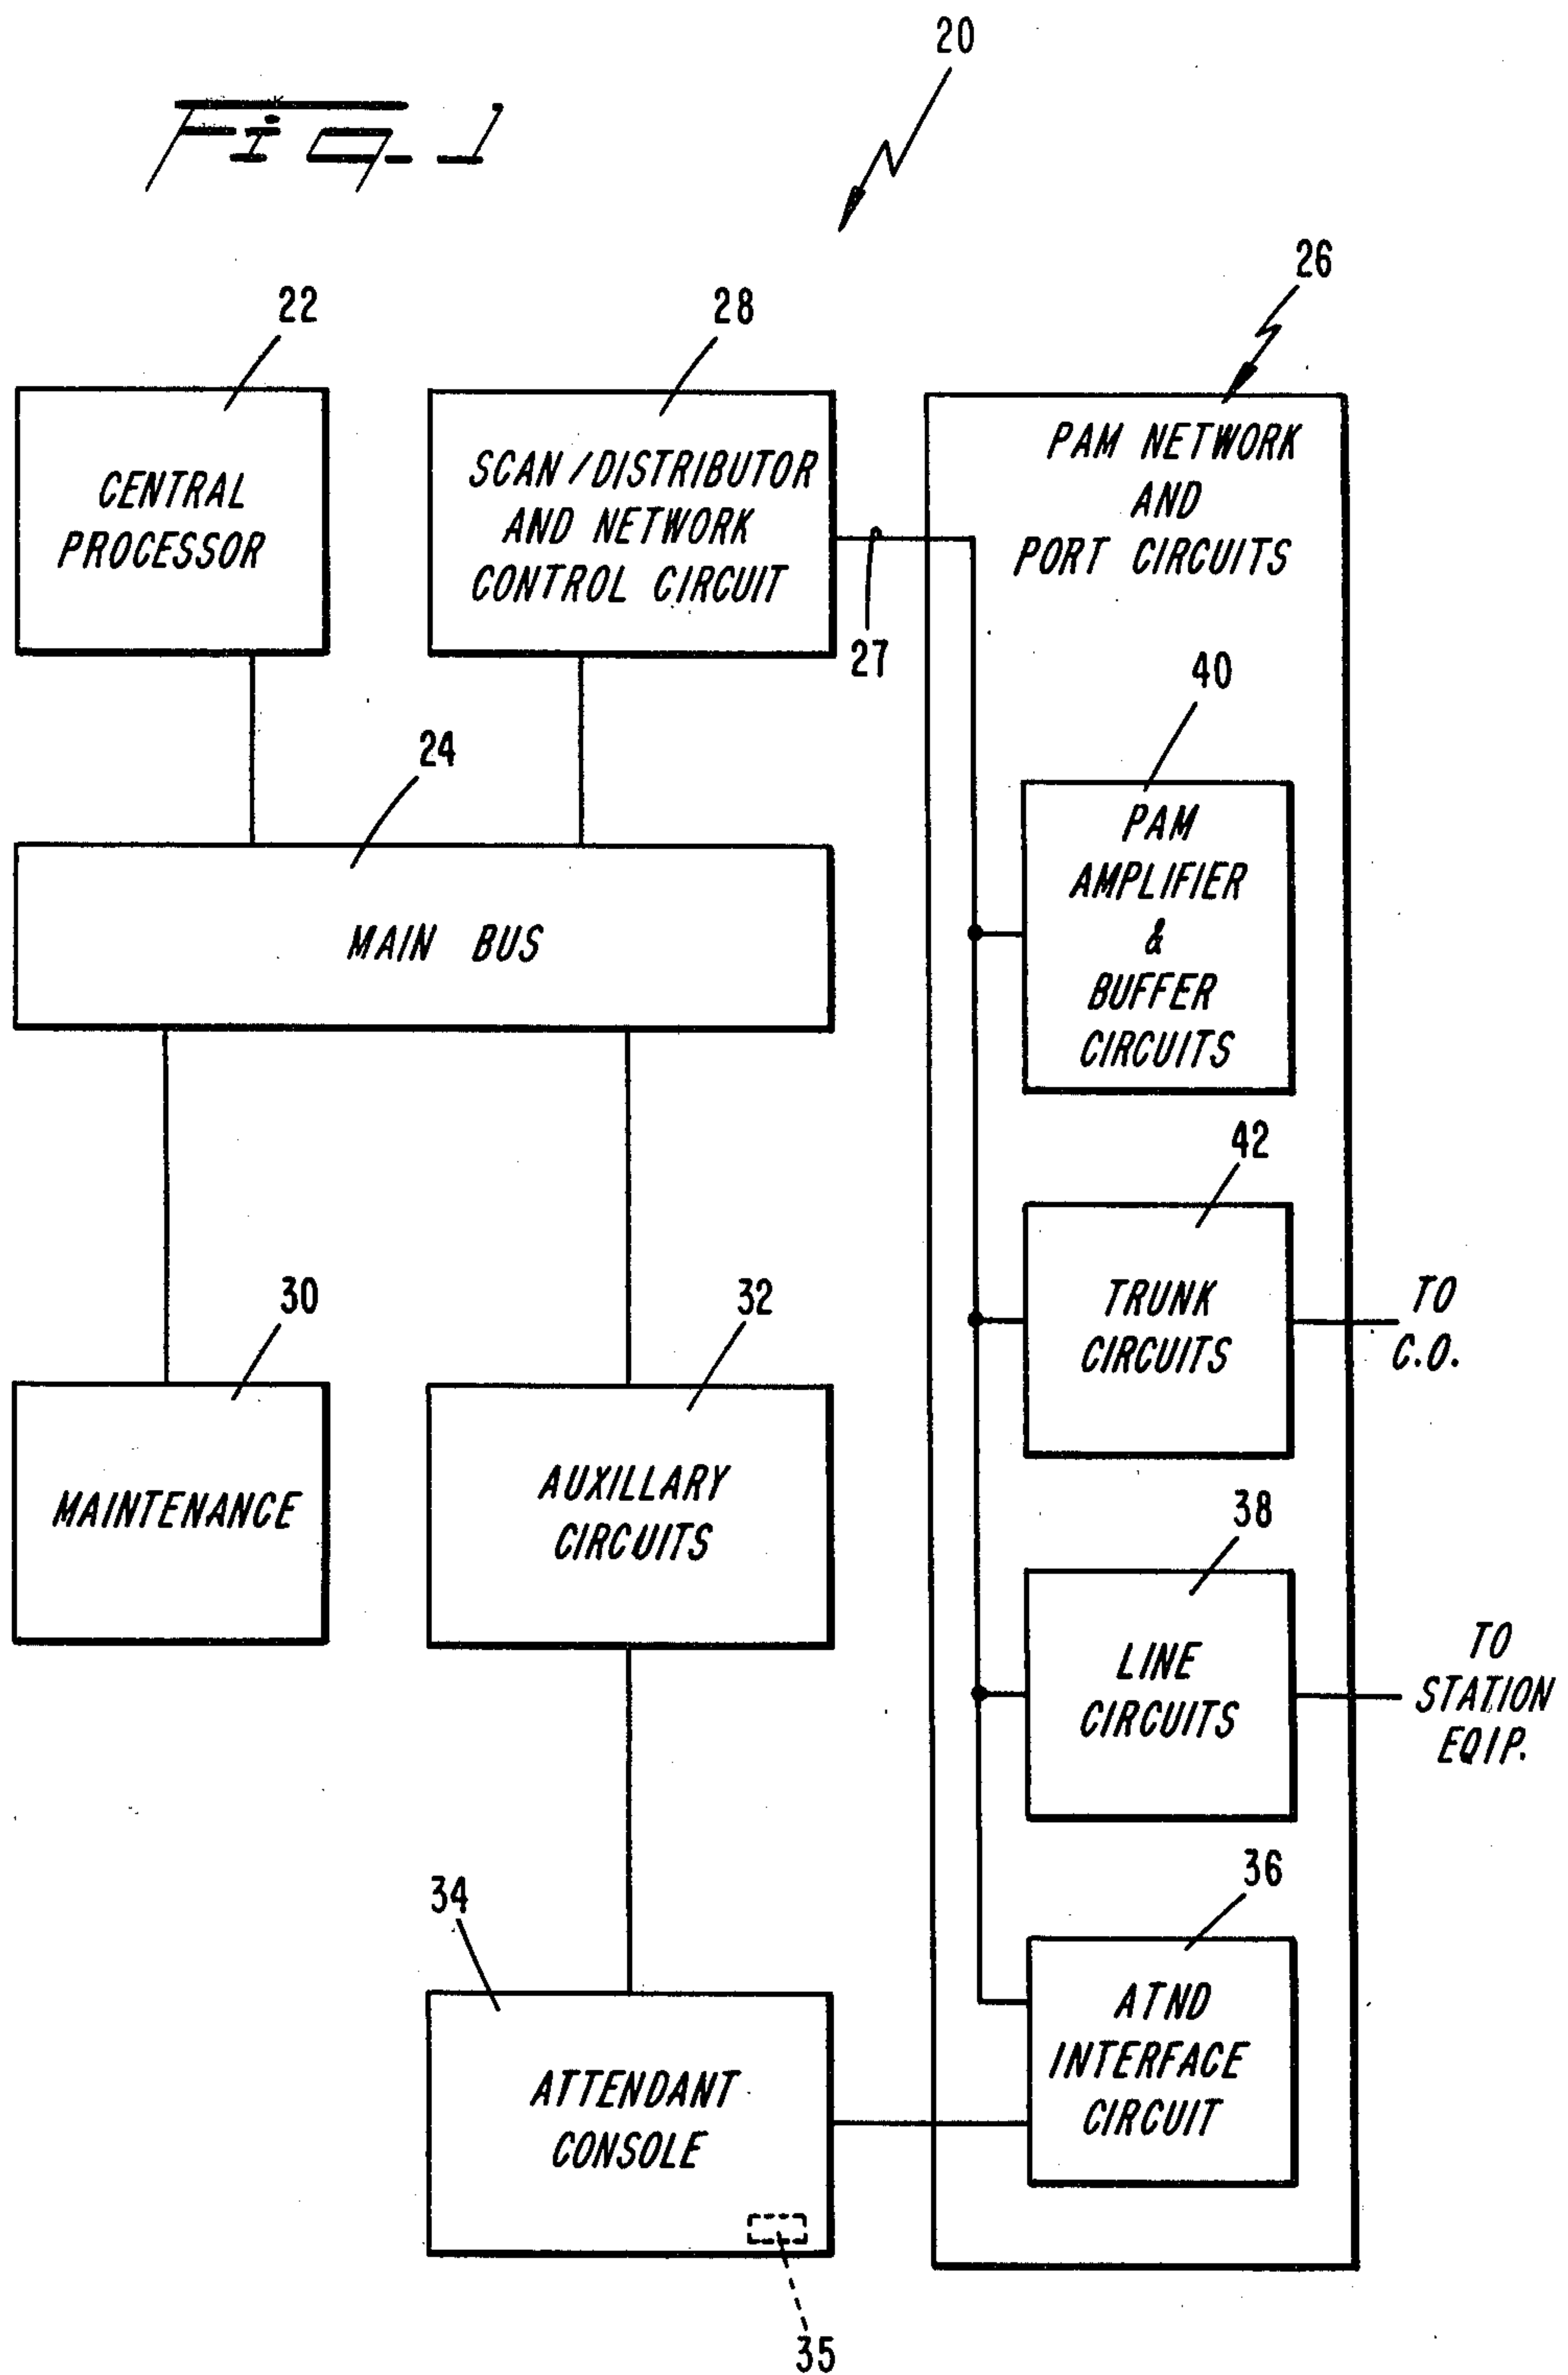 Fig. 1
20
26
22
28
CENTRAL
PROCESSOR
SCAN/DISTRIBUTOR
AND NETWORK
CONTROL CIRCUIT
27
PAM NETWORK
AND
PORT CIRCUITS
40
PAM
AMPLIFIER
&
BUFFER
CIRCUITS
24
MAIN BUS
42
TRUNK
CIRCUITS
TO
C.O.
30
MAINTENANCE
32
AUXILLARY
CIRCUITS
38
LINE
CIRCUITS
TO
STATION
EQIP.
34
ATTENDANT
CONSOLE
35
36
ATND
INTERFACE
CIRCUIT